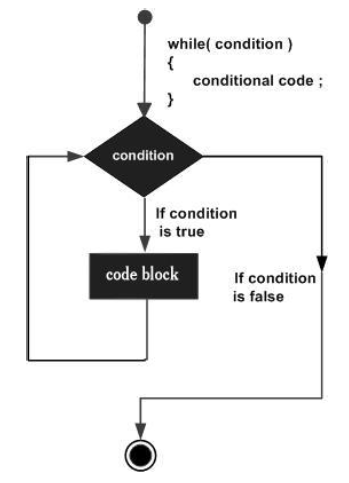 while( condition )
{
conditional code ;
}
condition
If condition
is true
code block
If condition
is false